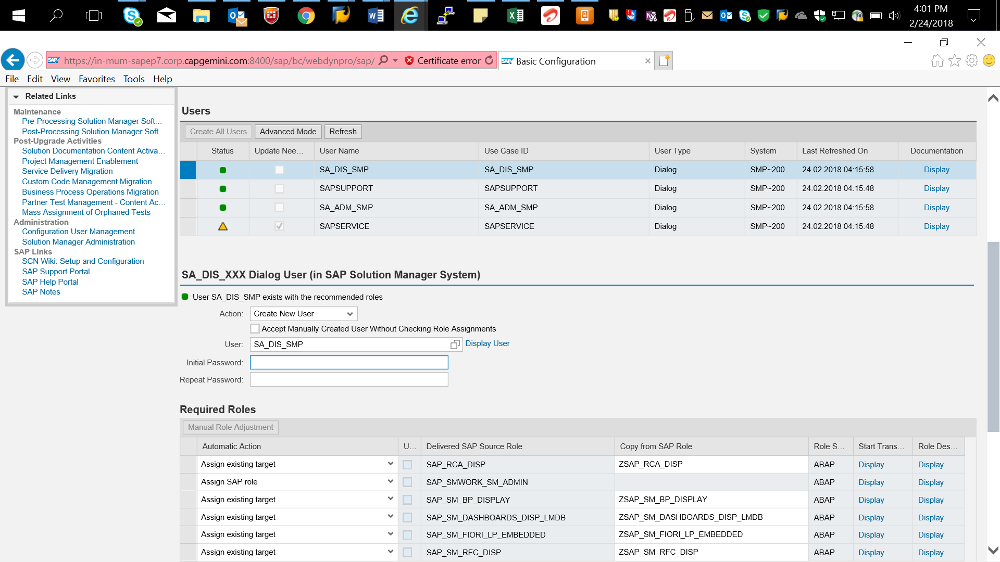 4:01 PM
2/24/2018
https://in-mum-sapep7.corp.capgemini.com:8400/sap/bc/webdynpro/sap/ Certificate error
SAP Basic Configuration
File Edit View Favorites Tools Help
Related Links
Maintenance
Pre-Processing Solution Manager Soft...
Post-Processing Solution Manager Soft...
Post-Upgrade Activities
Solution Documentation Content Activa...
Project Management Enablement
Service Delivery Migration
Custom Code Management Migration
Business Process Operations Migration
Partner Test Management - Content Ac...
Mass Assignment of Orphaned Tests
Administration
Configuration User Management
Solution Manager Administration
SAP Links
SCN Wiki: Setup and Configuration
SAP Support Portal
SAP Help Portal
SAP Notes
Users
Create All Users Advanced Mode Refresh
Status Update Nee... User Name Use Case ID User Type System Last Refreshed On Documentation
SA_DIS_SMP SA_DIS_SMP Dialog SMP~200 24.02.2018 04:15:58 Display
SAPSUPPORT SAPSUPPORT Dialog SMP~200 24.02.2018 04:15:48 Display
SA_ADM_SMP SA_ADM_SMP Dialog SMP~200 24.02.2018 04:15:58 Display
SAPSERVICE SAPSERVICE Dialog SMP~200 24.02.2018 04:15:48 Display
SA_DIS_XXX Dialog User (in SAP Solution Manager System)
User SA_DIS_SMP exists with the recommended roles
Action: Create New User
Accept Manually Created User Without Checking Role Assignments
User: SA_DIS_SMP Display User
Initial Password:
Repeat Password:
Required Roles
Manual Role Adjustment
Automatic Action U... Delivered SAP Source Role Copy from SAP Role Role S... Start Trans... Role Des...
Assign existing target SAP_RCA_DISP ZSAP_RCA_DISP ABAP Display Display
Assign SAP role SAP_SMWORK_SM_ADMIN ABAP Display Display
Assign existing target SAP_SM_BP_DISPLAY ZSAP_SM_BP_DISPLAY ABAP Display Display
Assign existing target SAP_SM_DASHBOARDS_DISP_LMDB ZSAP_SM_DASHBOARDS_DISP_LMDB ABAP Display Display
Assign existing target SAP_SM_FIORI_LP_EMBEDDED ZSAP_SM_FIORI_LP_EMBEDDED ABAP Display Display
Assign existing target SAP_SM_RFC_DISP ZSAP_SM_RFC_DISP ABAP Display Display